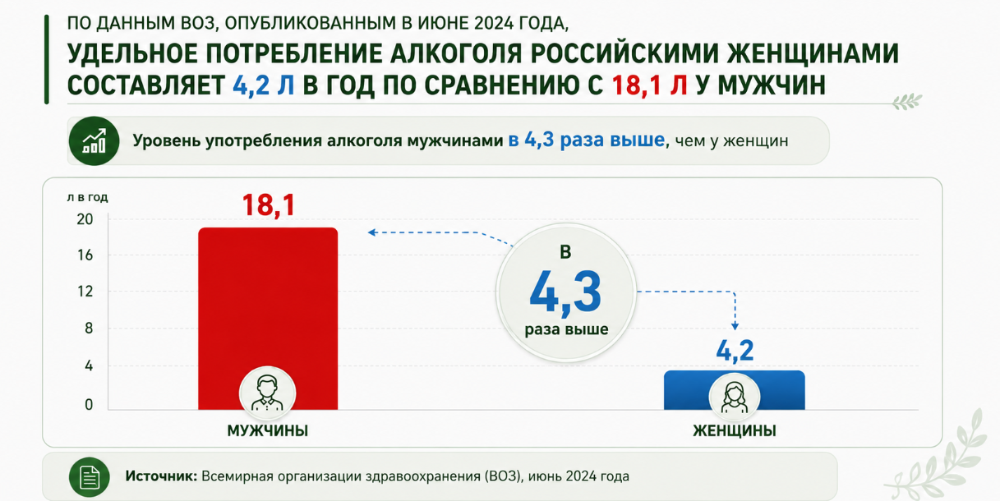 ПО ДАННЫМ ВОЗ, ОПУБЛИКОВАННЫМ В ИЮНЕ 2024 ГОДА,
УДЕЛЬНОЕ ПОТРЕБЛЕНИЕ АЛКОГОЛЯ РОССИЙСКИМИ ЖЕНЩИНАМИ
СОСТАВЛЯЕТ 4,2 Л В ГОД ПО СРАВНЕНИЮ С 18,1 Л У МУЖЧИН
Уровень употребления алкоголя мужчинами в 4,3 раза выше, чем у женщин
л в год
18,1
20
16
12
8
4
0
В
4,3
раза выше
4,2
МУЖЧИНЫ
ЖЕНЩИНЫ
Источник: Всемирная организации здравоохранения (ВОЗ), июнь 2024 года